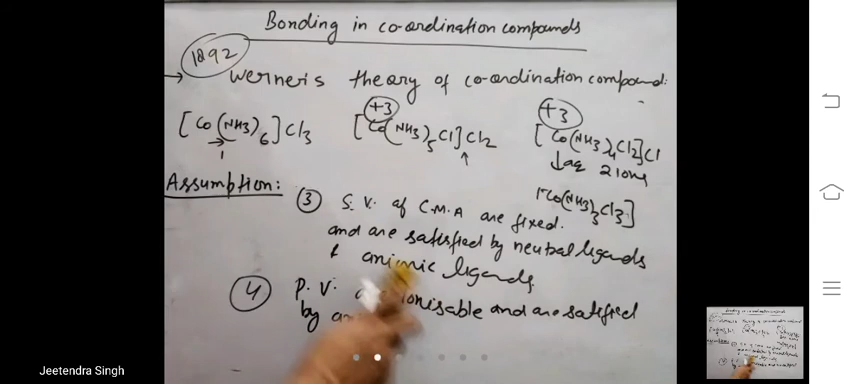 Bonding in co-ordination compounds
1892
→ Werner's theory of co-ordination compound:
[Co(NH3)6]Cl3
+3
[Co(NH3)5Cl]Cl2
+3
[Co(NH3)4Cl2]Cl
↓aq 2 ions
[Co(NH3)3Cl3]
Assumption:
③ S.V. of C.M.A are fixed.
and are satisfied by neutral ligands
& anionic ligands
④ P.V. ionisable and are satisfied
by
Jeetendra Singh